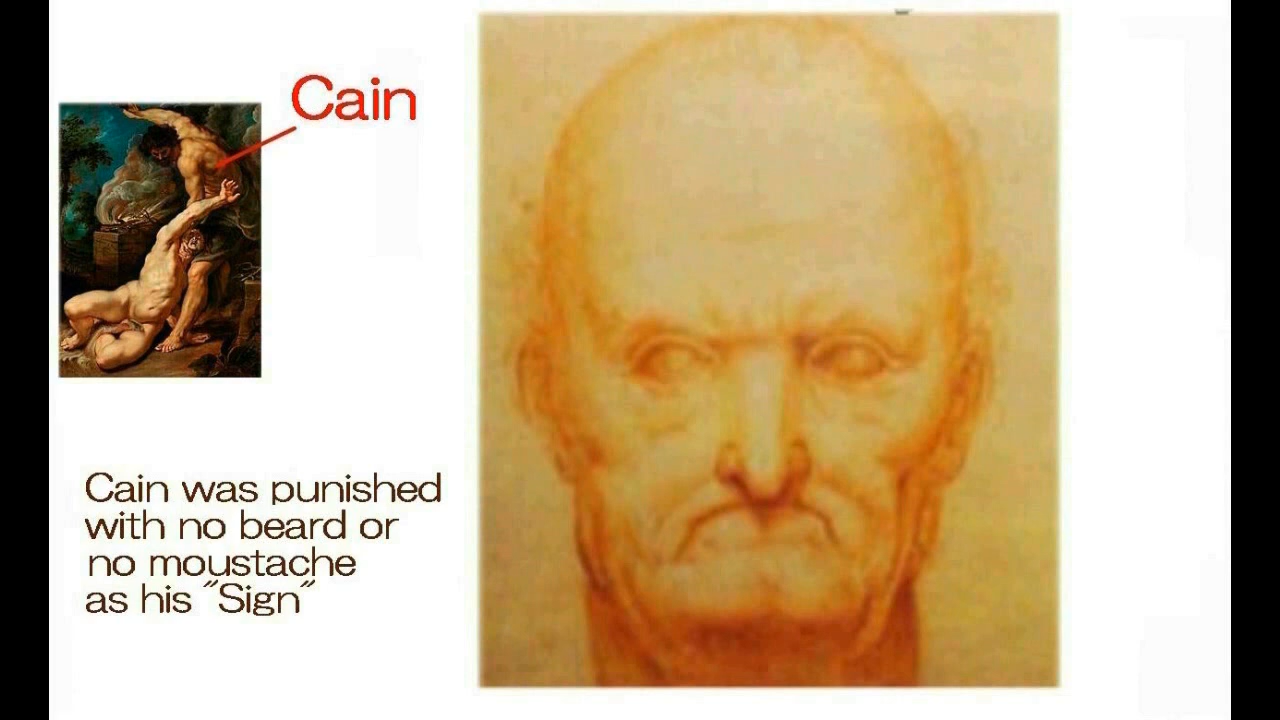 Cain
Cain was punished
with no beard or
no moustache
as his "Sign"